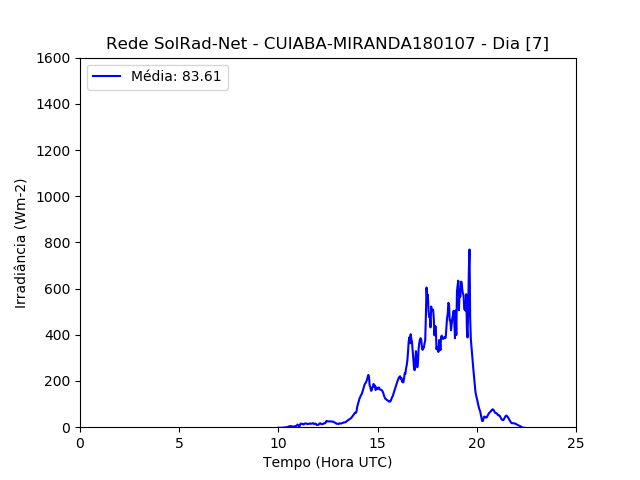 Rede SolRad-Net - CUIABA-MIRANDA180107 - Dia [7]
Média: 83.61
Irradiância (Wm-2)
1600
1400
1200
1000
800
600
400
200
0
0 5 10 15 20 25
Tempo (Hora UTC)